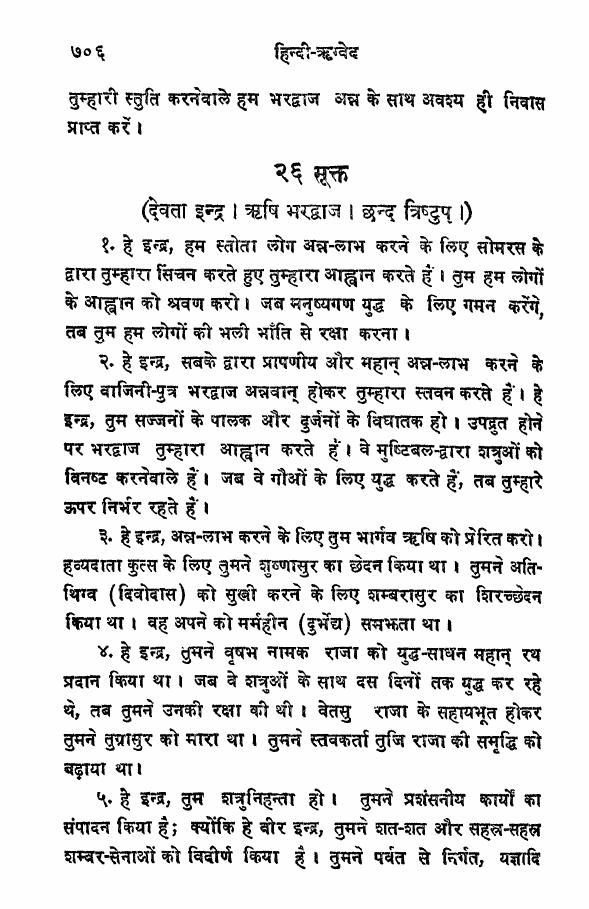 ७०६ हिन्दी-ऋग्वेद
तुम्हारी स्तुति करनेवाले हम भरद्वाज अन्न के साथ अवश्य ही निवास
प्राप्त करें।
२६ सूक्त
(देवता इन्द्र। ऋषि भरद्वाज। छन्द त्रिष्टुप्।)
१. हे इन्द्र, हम स्तोता लोग अन्न-लाभ करने के लिए सोमरस के
द्वारा तुम्हारा सिंचन करते हुए तुम्हारा आह्वान करते हैं। तुम हम लोगों
के आह्वान को श्रवण करो। जब मनुष्यगण युद्ध के लिए गमन करेंगे,
तब तुम हम लोगों की भली भाँति से रक्षा करना।
२. हे इन्द्र, सबके द्वारा प्रापणीय और महान् अन्न-लाभ करने के
लिए वाजिनी-पुत्र भरद्वाज अन्नवान् होकर तुम्हारा स्तवन करते हैं। हे
इन्द्र, तुम सज्जनों के पालक और दुर्जनों के विघातक हो। उपद्रुत होने
पर भरद्वाज तुम्हारा आह्वान करते हैं। वे मुष्टिबल-द्वारा शत्रुओं को
विनष्ट करनेवाले हैं। जब वे गौओं के लिए युद्ध करते हैं, तब तुम्हारे
ऊपर निर्भर रहते हैं।
३. हे इन्द्र, अन्न-लाभ करने के लिए तुम भार्गव ऋषि को प्रेरित करो।
हव्यदाता कुत्स के लिए तुमने शुष्णासुर का छेदन किया था। तुमने अति-
थिग्व (दिवोदास) को सुखी करने के लिए शम्बरासुर का शिरच्छेदन
किया था। वह अपने को मर्महीन (दुर्भेद्य) समझता था।
४. हे इन्द्र, तुमने वृषभ नामक राजा को युद्ध-साधन महान् रथ
प्रदान किया था। जब वे शत्रुओं के साथ दस दिनों तक युद्ध कर रहे
थे, तब तुमने उनकी रक्षा की थी। वेतसु राजा के सहायभूत होकर
तुमने तुग्रासुर को मारा था। तुमने स्तवकर्ता तुजि राजा की समृद्धि को
बढ़ाया था।
५. हे इन्द्र, तुम शत्रुनिहन्ता हो। तुमने प्रशंसनीय कार्यों का
संपादन किया है; क्योंकि हे वीर इन्द्र, तुमने शत-शत और सहस्र-सहस्र
शम्बर-सेनाओं को विदीर्ण किया है। तुमने पर्वत से निर्गत, यज्ञादि